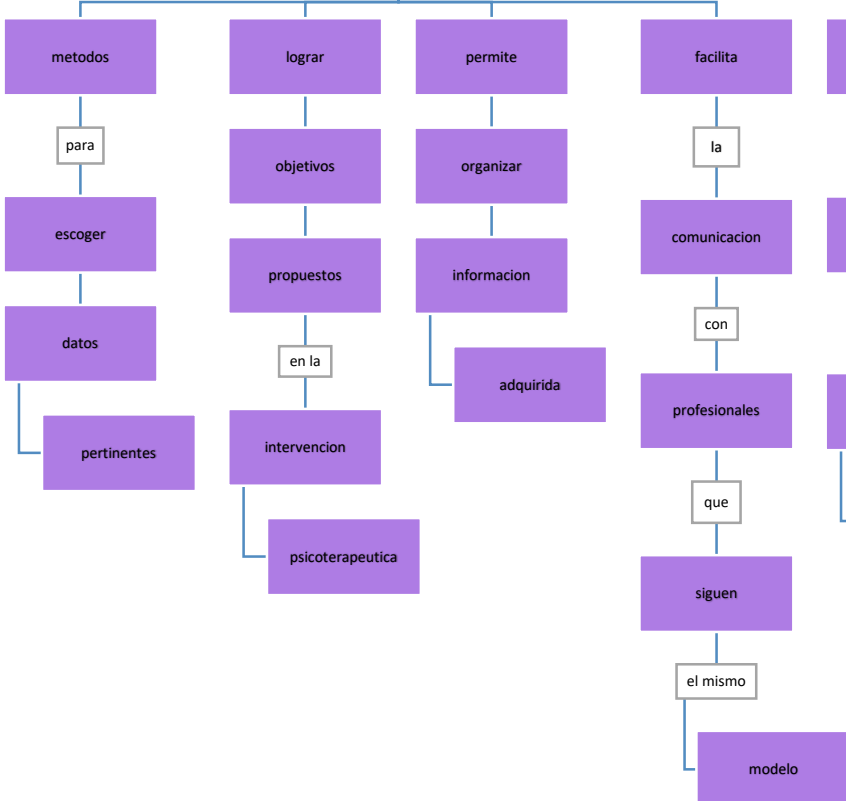 metodos
para
escoger
datos
pertinentes
lograr
objetivos
propuestos
en la
intervencion
psicoterapeutica
permite
organizar
informacion
adquirida
facilita
la
comunicacion
con
profesionales
que
siguen
el mismo
modelo